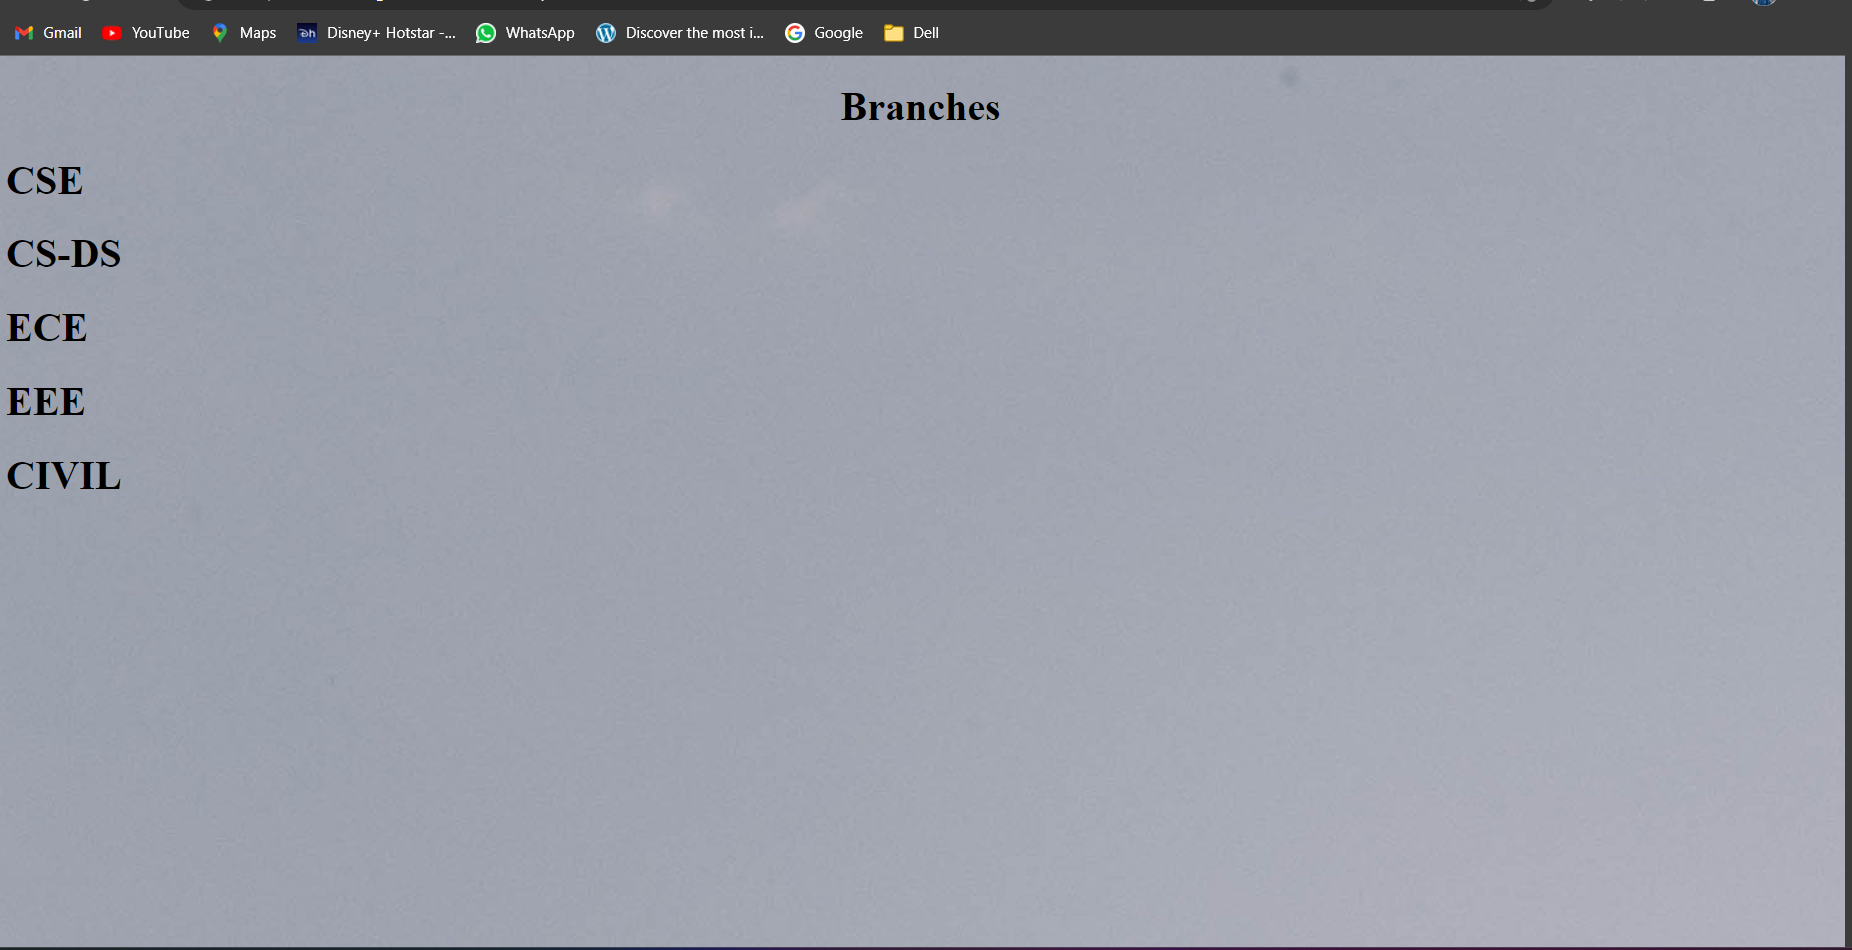 Gmail YouTube Maps Disney+ Hotstar -... WhatsApp Discover the most i... Google Dell
Branches
CSE
CS-DS
ECE
EEE
CIVIL